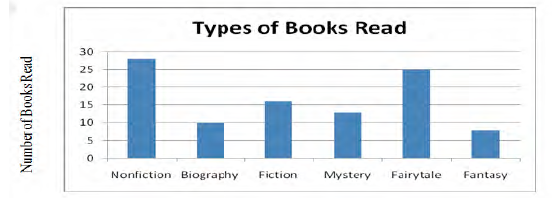 Types of Books Read
Number of Books Read
30
25
20
15
10
5
0
Nonfiction Biography Fiction Mystery Fairytale Fantasy